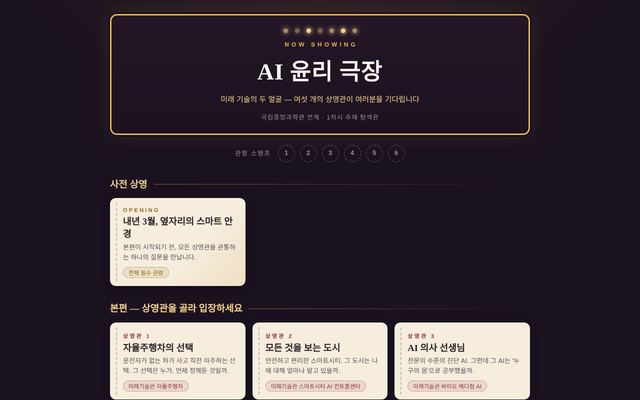 NOW SHOWING
AI 윤리 극장
미래 기술의 두 얼굴 — 여섯 개의 상영관이 여러분을 기다립니다
국립중앙과학관 연계 · 1차시 주제 탐색관
관람 스탬프 1 2 3 4 5 6
사전 상영
OPENING
내년 3월, 옆자리의 스마트 안
경
본편이 시작되기 전, 모든 상영관을 관통하
는 하나의 질문을 만납니다.
전체 필수 관람
본편 — 상영관을 골라 입장하세요
상영관 1
자율주행차의 선택
운전자가 없는 차가 사고 직전 마주하는 선
택. 그 선택은 누가, 언제 정해둔 것일까.
미래기술관 자율주행차
상영관 2
모든 것을 보는 도시
안전하고 편리한 스마트시티. 그 도시는 나
에 대해 얼마나 알고 있을까.
미래기술관 스마트시티 AI 컨트롤센터
상영관 3
AI 의사 선생님
전문의 수준의 진단 AI. 그런데 그 AI는 '누
구의 몸'으로 공부했을까.
미래기술관 바이오 메디컬 AI